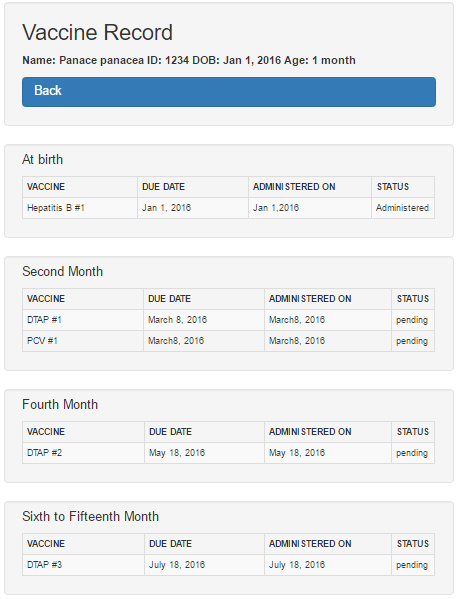 Vaccine Record
Name: Panace panacea ID: 1234 DOB: Jan 1, 2016 Age: 1 month
Back
At birth
VACCINE DUE DATE ADMINISTERED ON STATUS
Hepatitis B #1 Jan 1, 2016 Jan 1,2016 Administered
Second Month
VACCINE DUE DATE ADMINISTERED ON STATUS
DTAP #1 March 8, 2016 March8, 2016 pending
PCV #1 March8, 2016 March8, 2016 pending
Fourth Month
VACCINE DUE DATE ADMINISTERED ON STATUS
DTAP #2 May 18, 2016 May 18, 2016 pending
Sixth to Fifteenth Month
VACCINE DUE DATE ADMINISTERED ON STATUS
DTAP #3 July 18, 2016 July 18, 2016 pending